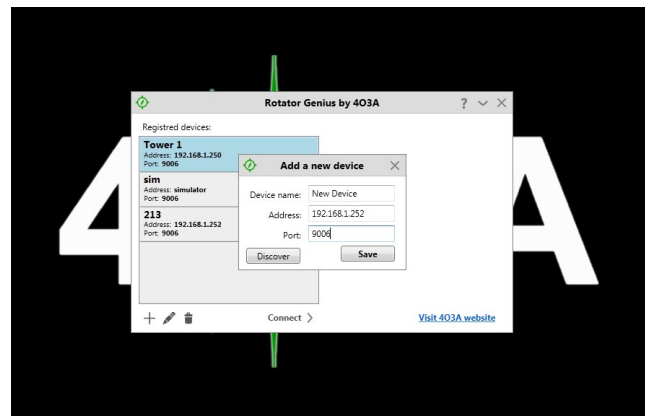 Rotator Genius by 4O3A
?
Registered devices:
Tower 1
Address: 192.168.1.250
Port: 9006
sim
Address: simulator
Port: 9006
213
Address: 192.168.1.252
Port: 9006
Add a new device
Device name: New Device
Address: 192.168.1.252
Port: 9006
Discover
Save
Connect
Visit 4O3A website
4
A